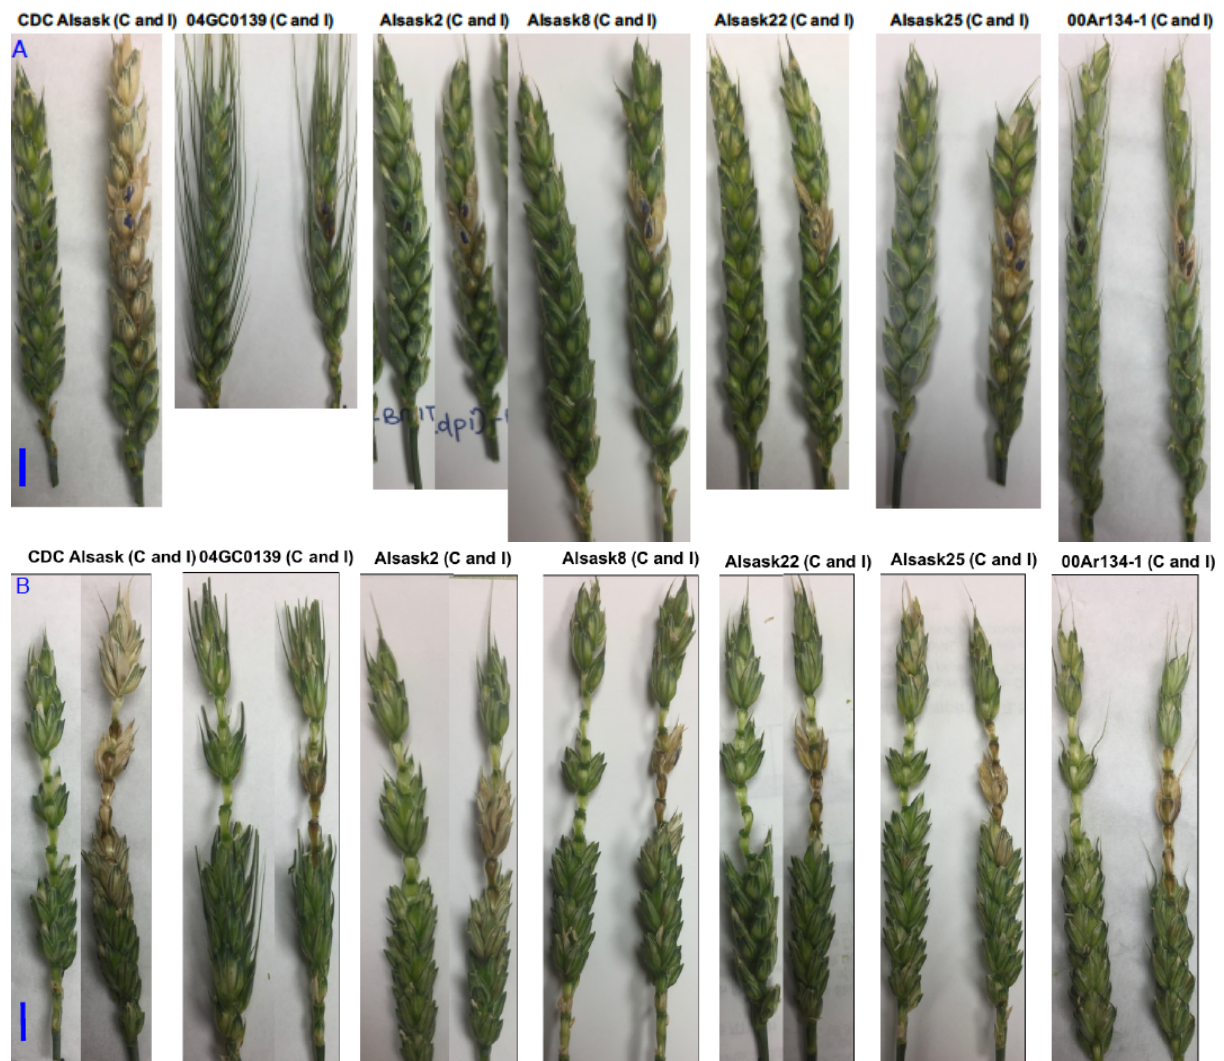 CDC Alsask (C and I) 04GC0139 (C and I) Alsask2 (C and I) Alsask8 (C and I) Alsask22 (C and I) Alsask25 (C and I) 00Ar134-1 (C and I)
A
dpi)
CDC Alsask (C and I) 04GC0139 (C and I) Alsask2 (C and I) Alsask8 (C and I) Alsask22 (C and I) Alsask25 (C and I) 00Ar134-1 (C and I)
B